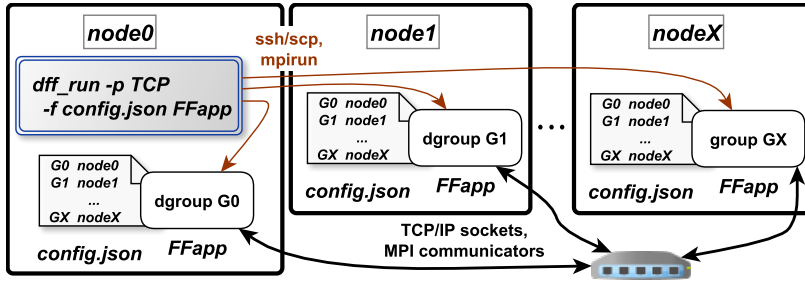 node0
dff_run -p TCP
-f config.json FFapp
ssh/scp,
mpirun
G0 node0
G1 node1
...
GX nodeX
dgroup G0
config.json
FFapp
node1
G0 node0
G1 node1
...
GX nodeX
dgroup G1
config.json
FFapp
...
nodeX
G0 node0
G1 node1
...
GX nodeX
group GX
config.json
FFapp
TCP/IP sockets,
MPI communicators